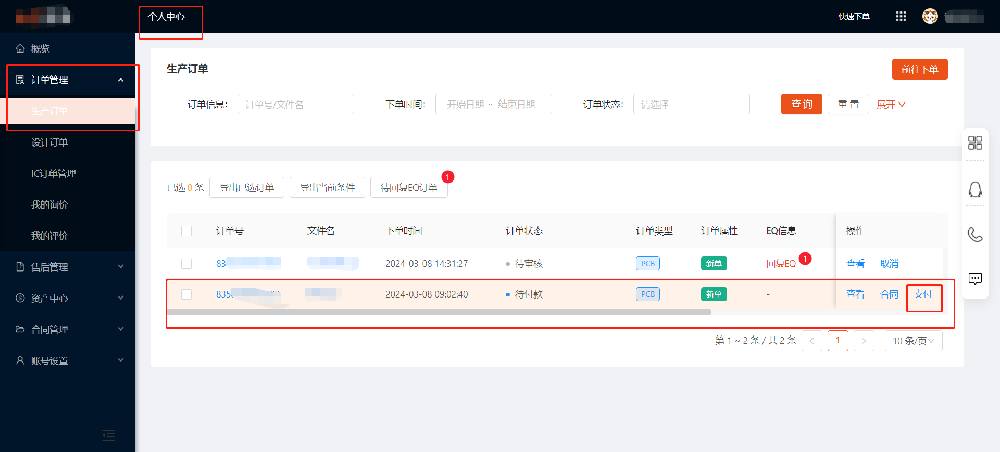 个人中心
快速下单
概览
订单管理
生产订单
设计订单
IC订单管理
我的询价
我的评价
售后管理
资产中心
合同管理
账号设置
生产订单
前往下单
订单信息: 订单号/文件名 下单时间: 开始日期 ~ 结束日期 订单状态: 请选择 查 询 重 置 展开
已选 0 条 导出已选订单 导出当前条件 待回复EQ订单 1
订单号 文件名 下单时间 订单状态 订单类型 订单属性 EQ信息 操作
83 2024-03-08 14:31:27 待审核 PCB 新单 回复EQ 1 查看 取消
835 2024-03-08 09:02:40 待付款 PCB 新单 - 查看 合同 支付
第 1 ~ 2 条 / 共 2 条 < 1 > 10 条/页